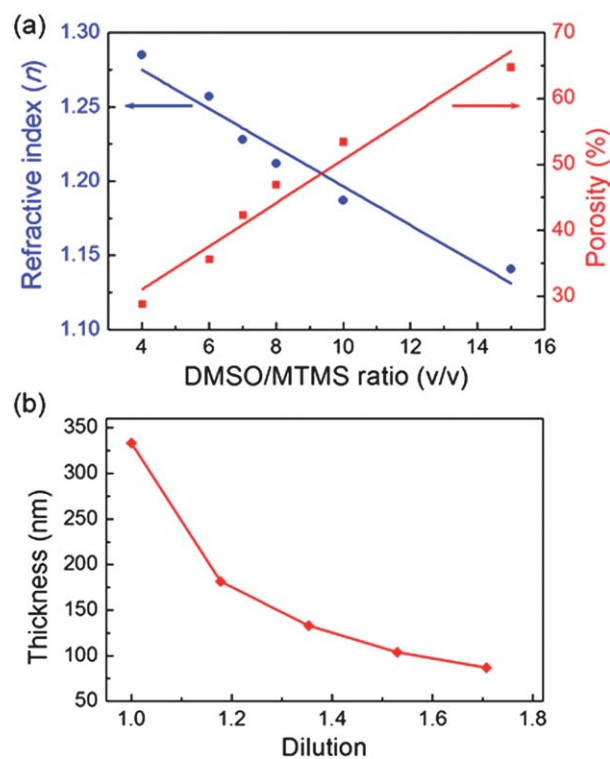 (a)
1.30
1.25
1.20
1.15
1.10
Refractive index (n)
70
60
50
40
30
Porosity (%)
4 6 8 10 12 14 16
DMSO/MTMS ratio (v/v)
(b)
350
300
250
200
150
100
50
Thickness (nm)
1.0 1.2 1.4 1.6 1.8
Dilution